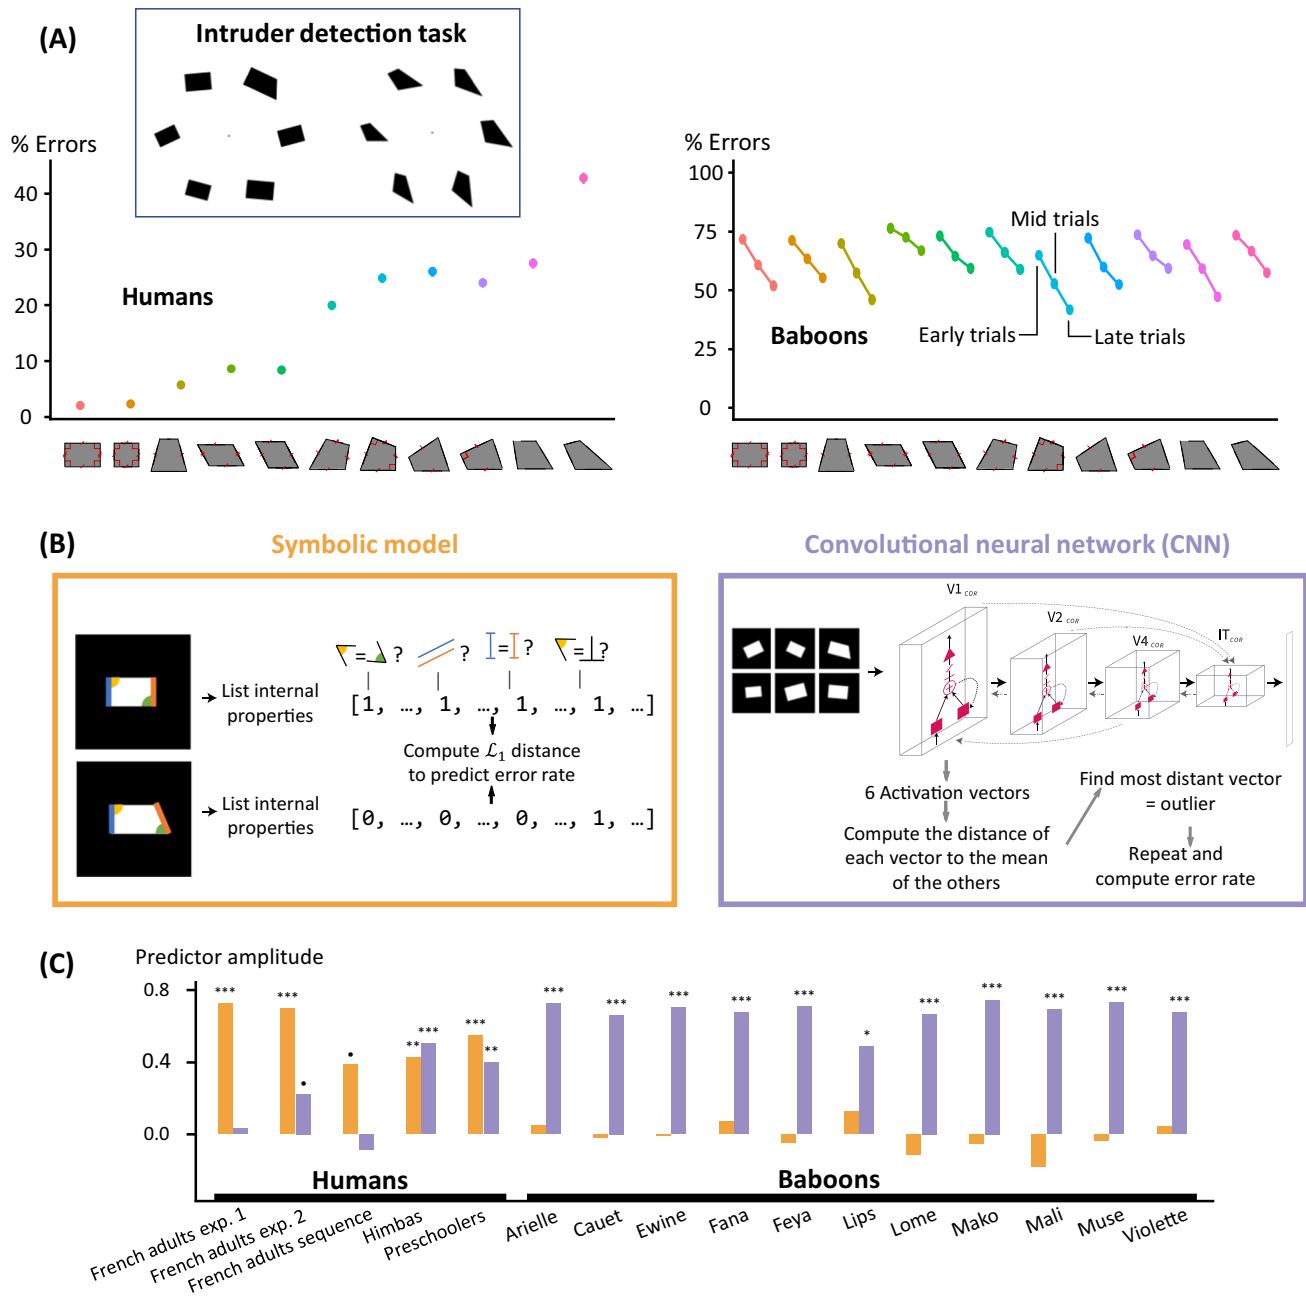 (A)
Intruder detection task
% Errors
40
30
20
10
0
Humans
% Errors
100
75
50
25
0
Mid trials
Early trials
Late trials
Baboons
(B)
Symbolic model
List internal
properties
= ?
?
= ?
= ?
[1, …, 1, …, 1, …, 1, …]
Compute ℒ1 distance
to predict error rate
List internal
properties
[0, …, 0, …, 0, …, 1, …]
Convolutional neural network (CNN)
V1 COR
V2 COR
V4 COR
IT COR
6 Activation vectors
Compute the distance of
each vector to the mean
of the others
Find most distant vector
= outlier
Repeat and
compute error rate
(C)
Predictor amplitude
0.8
0.4
0.0
***
***
•
•
**
***
***
**
***
***
***
***
***
*
***
***
***
***
***
Humans
Baboons
French adults exp. 1
French adults exp. 2
French adults sequence
Himbas
Preschoolers
Arielle
Cauet
Ewine
Fana
Feya
Lips
Lome
Mako
Mali
Muse
Violette